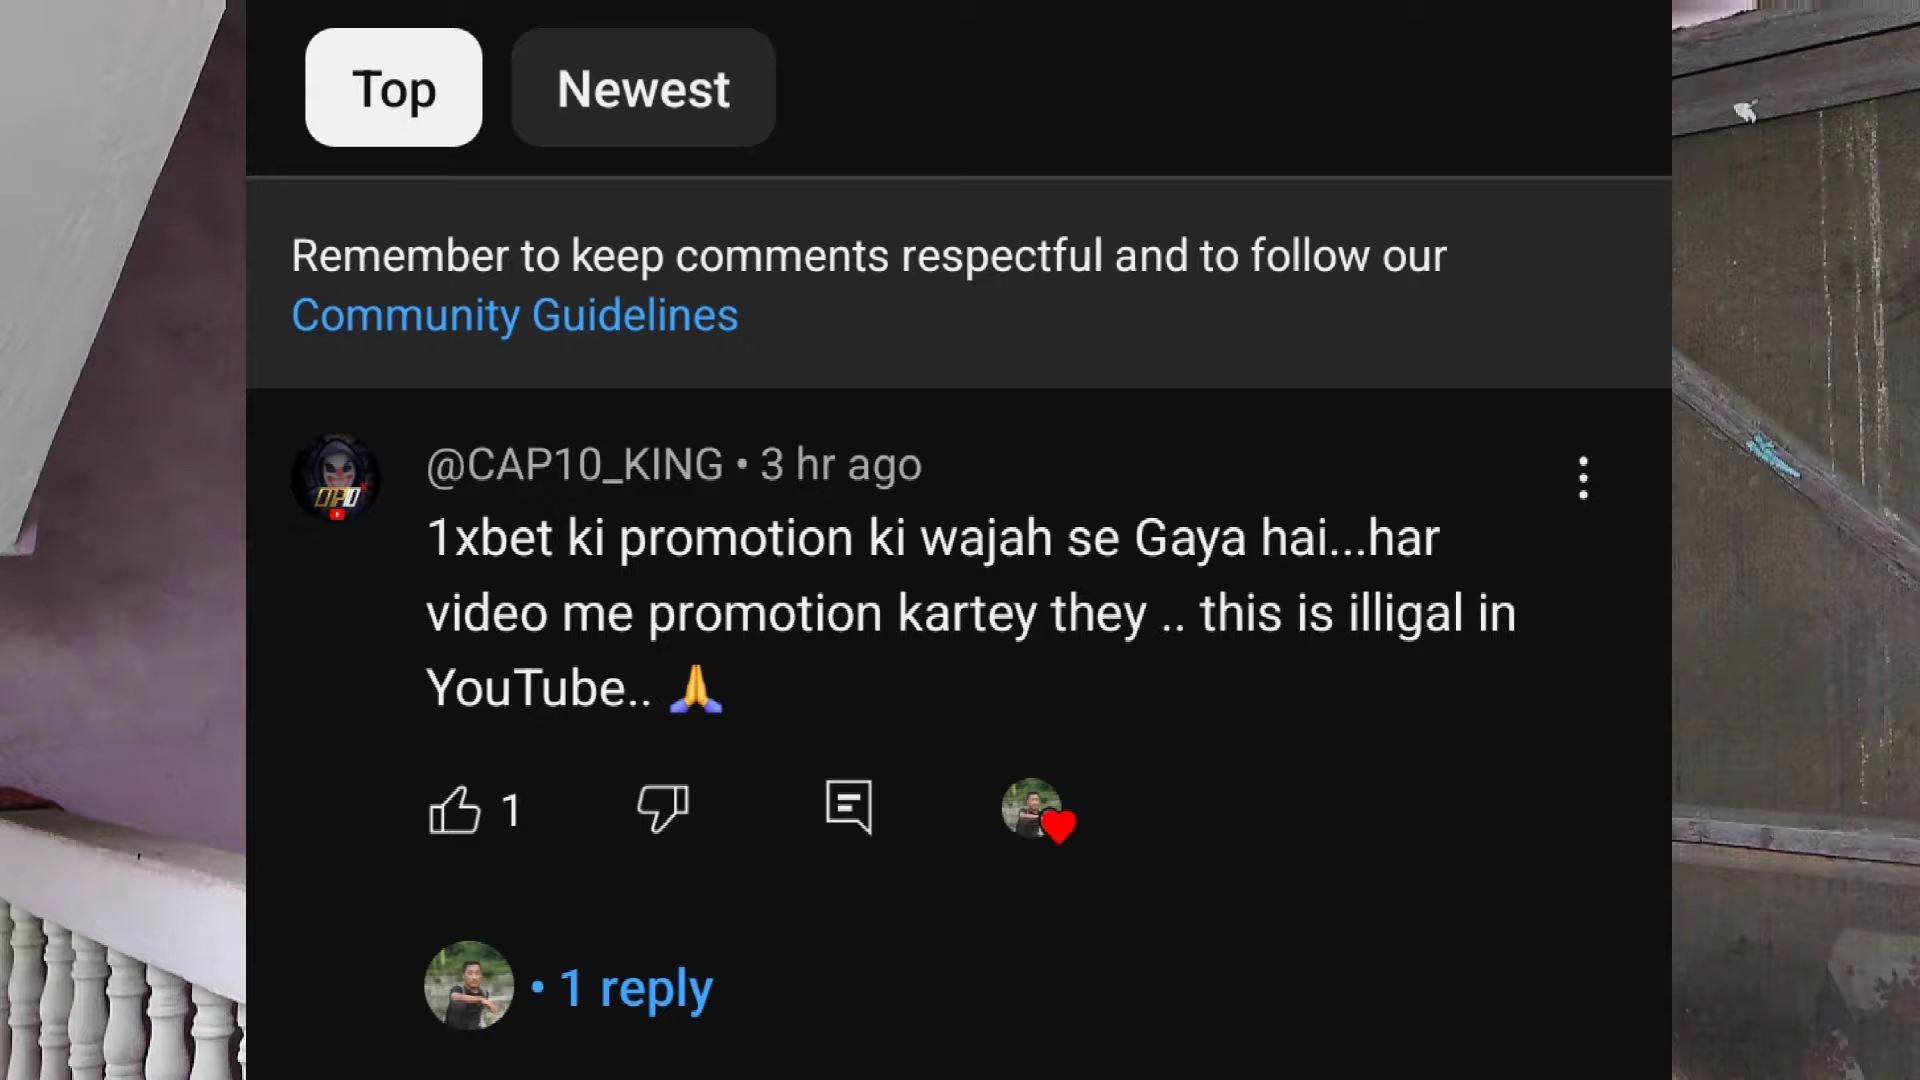 Top
Newest
Remember to keep comments respectful and to follow our
Community Guidelines
@CAP10_KING • 3 hr ago
1xbet ki promotion ki wajah se Gaya hai...har
video me promotion kartey they .. this is illigal in
YouTube.. 🙏
1
• 1 reply